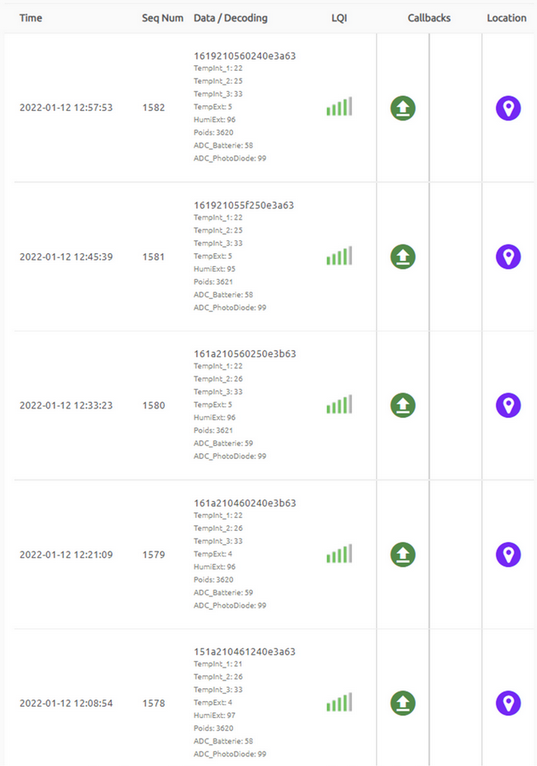 Time Seq Num Data / Decoding LQI Callbacks Location
1619210560240e3a63
TempInt_1: 22
TempInt_2: 25
TempInt_3: 33
TempExt: 5
HumiExt: 96
Poids: 3620
ADC_Batterie: 58
ADC_PhotoDiode: 99
2022-01-12 12:57:53 1582
161921055f250e3a63
TempInt_1: 22
TempInt_2: 25
TempInt_3: 33
TempExt: 5
HumiExt: 95
Poids: 3621
ADC_Batterie: 58
ADC_PhotoDiode: 99
2022-01-12 12:45:39 1581
161a210560250e3b63
TempInt_1: 22
TempInt_2: 26
TempInt_3: 33
TempExt: 5
HumiExt: 96
Poids: 3621
ADC_Batterie: 59
ADC_PhotoDiode: 99
2022-01-12 12:33:23 1580
161a210460240e3b63
TempInt_1: 22
TempInt_2: 26
TempInt_3: 33
TempExt: 4
HumiExt: 96
Poids: 3620
ADC_Batterie: 59
ADC_PhotoDiode: 99
2022-01-12 12:21:09 1579
151a210461240e3a63
TempInt_1: 21
TempInt_2: 26
TempInt_3: 33
TempExt: 4
HumiExt: 97
Poids: 3620
ADC_Batterie: 58
ADC_PhotoDiode: 99
2022-01-12 12:08:54 1578